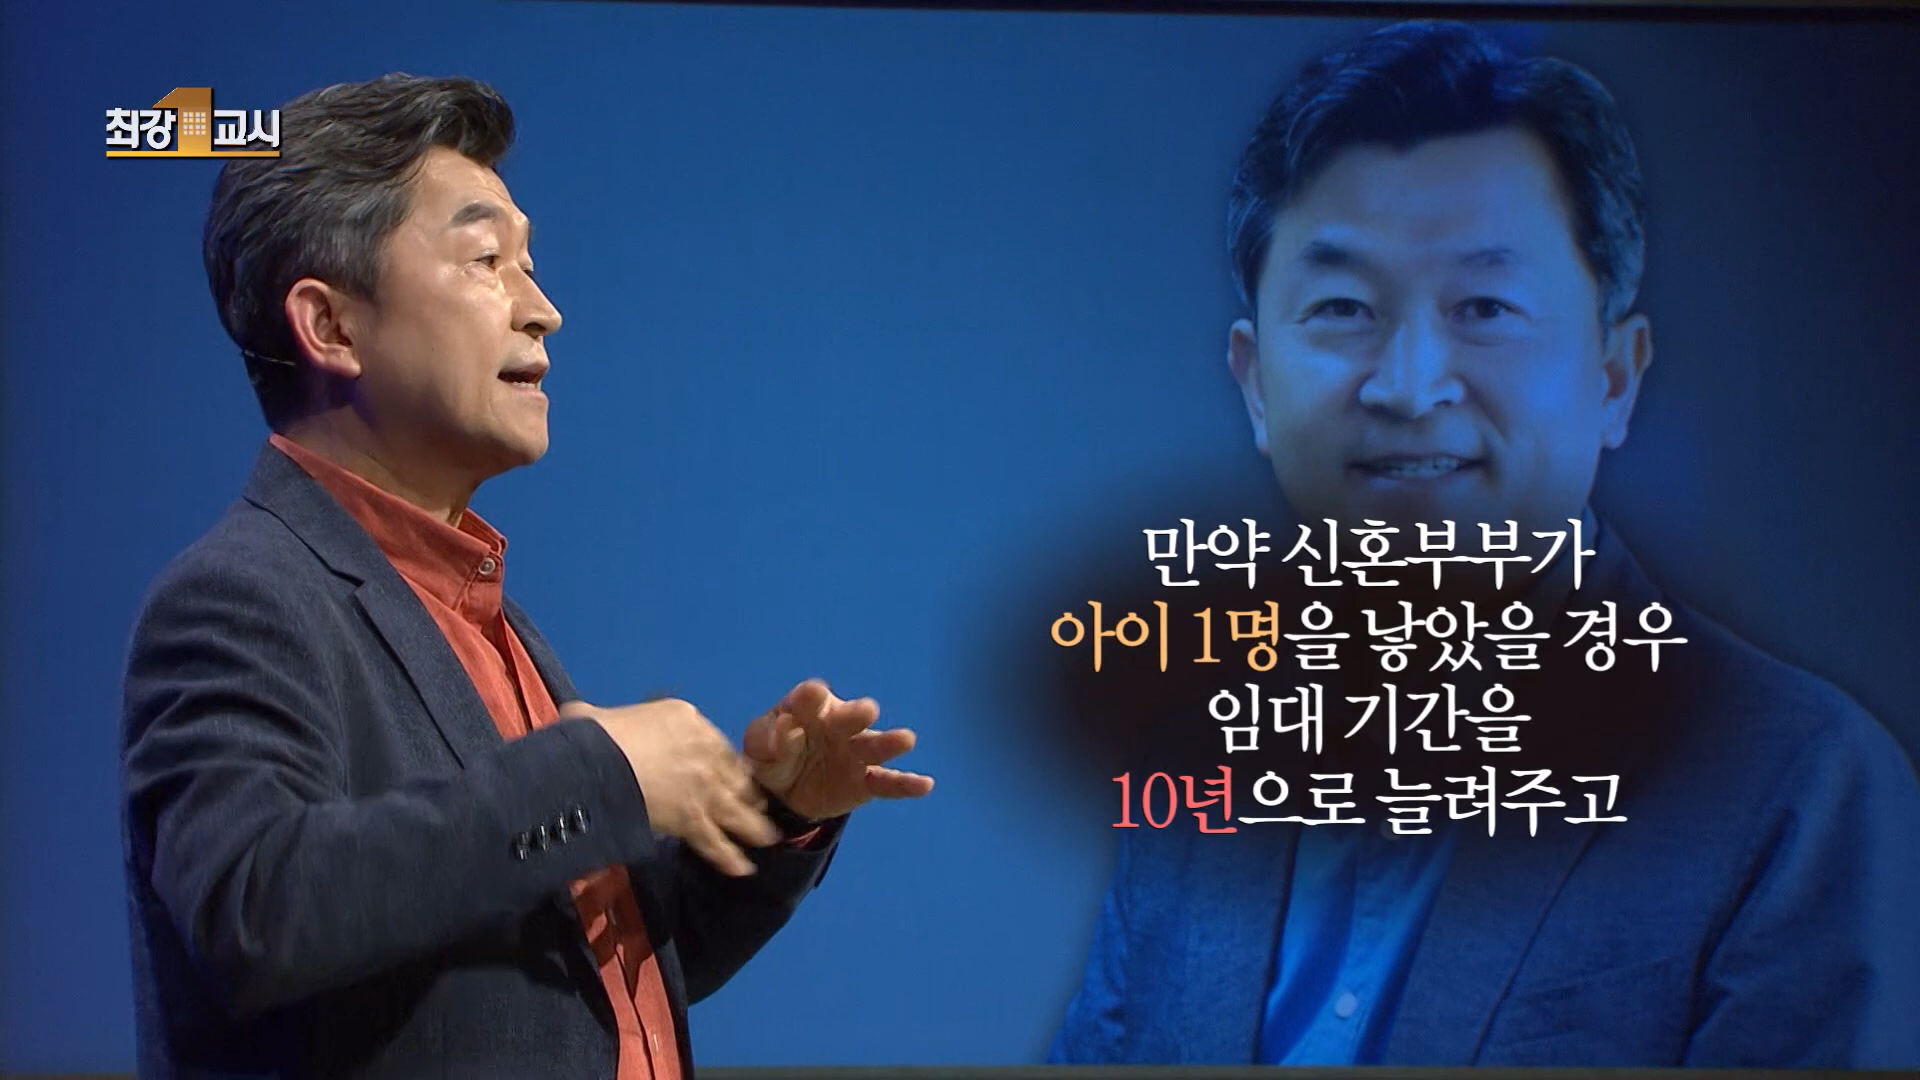 최강1교시
만약 신혼부부가
아이 1명을 낳았을 경우
임대 기간을
10년으로 늘려주고